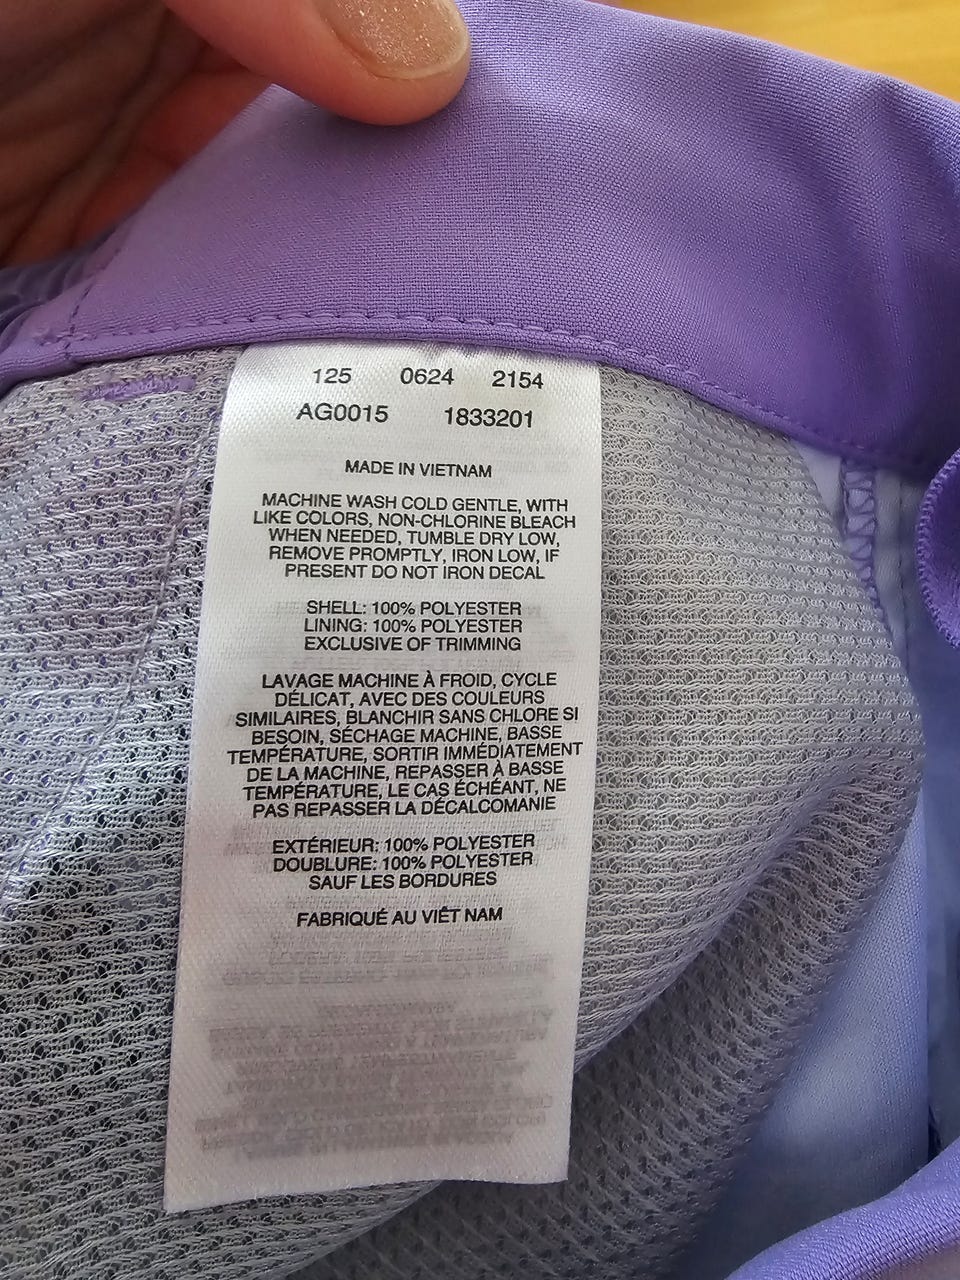 125 0624 2154
AG0015 1833201
MADE IN VIETNAM
MACHINE WASH COLD GENTLE, WITH
LIKE COLORS, NON-CHLORINE BLEACH
WHEN NEEDED, TUMBLE DRY LOW,
REMOVE PROMPTLY, IRON LOW, IF
PRESENT DO NOT IRON DECAL
SHELL: 100% POLYESTER
LINING: 100% POLYESTER
EXCLUSIVE OF TRIMMING
LAVAGE MACHINE À FROID, CYCLE
DÉLICAT, AVEC DES COULEURS
SIMILAIRES, BLANCHIR SANS CHLORE SI
BESOIN, SÉCHAGE MACHINE, BASSE
TEMPÉRATURE, SORTIR IMMÉDIATEMENT
DE LA MACHINE, REPASSER À BASSE
TEMPÉRATURE, LE CAS ÉCHÉANT, NE
PAS REPASSER LA DÉCALCOMANIE
EXTÉRIEUR: 100% POLYESTER
DOUBLURE: 100% POLYESTER
SAUF LES BORDURES
FABRIQUÉ AU VIÊT NAM